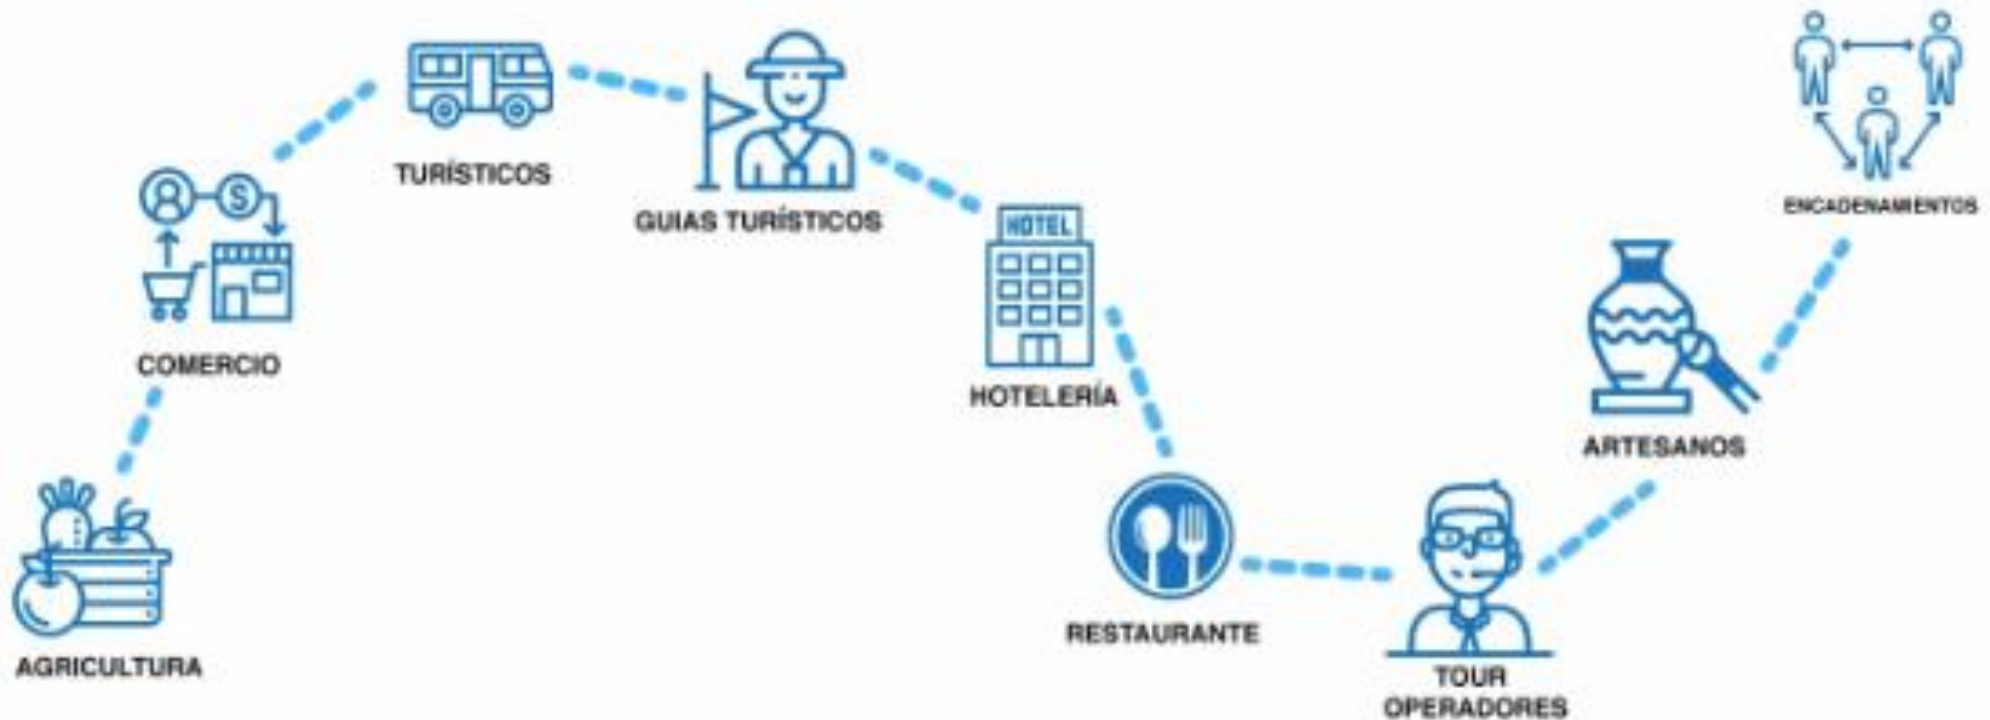 AGRICULTURA
COMERCIO
$
TURÍSTICOS
GUIAS TURÍSTICOS
HOTEL
HOTELERÍA
RESTAURANTE
TOUR
OPERADORES
ARTESANOS
ENCADENAMIENTOS